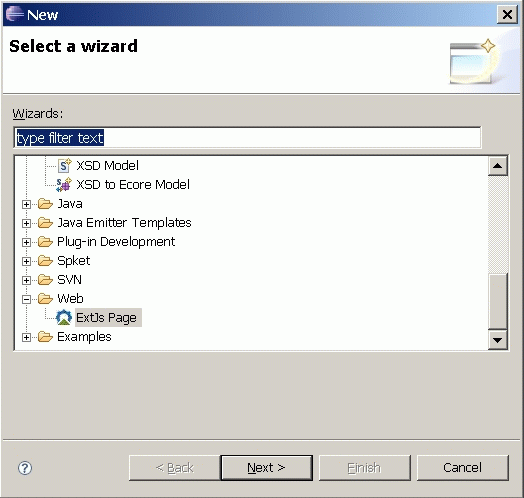 New
Select a wizard
Wizards:
type filter text
XSD Model
XSD to Ecore Model
Java
Java Emitter Templates
Plug-in Development
Spket
SVN
Web
ExtJs Page
Examples
< Back Next > Finish Cancel